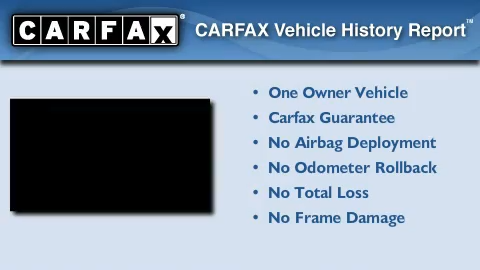 CARFAX® CARFAX Vehicle History Report™
• One Owner Vehicle
• Carfax Guarantee
• No Airbag Deployment
• No Odometer Rollback
• No Total Loss
• No Frame Damage